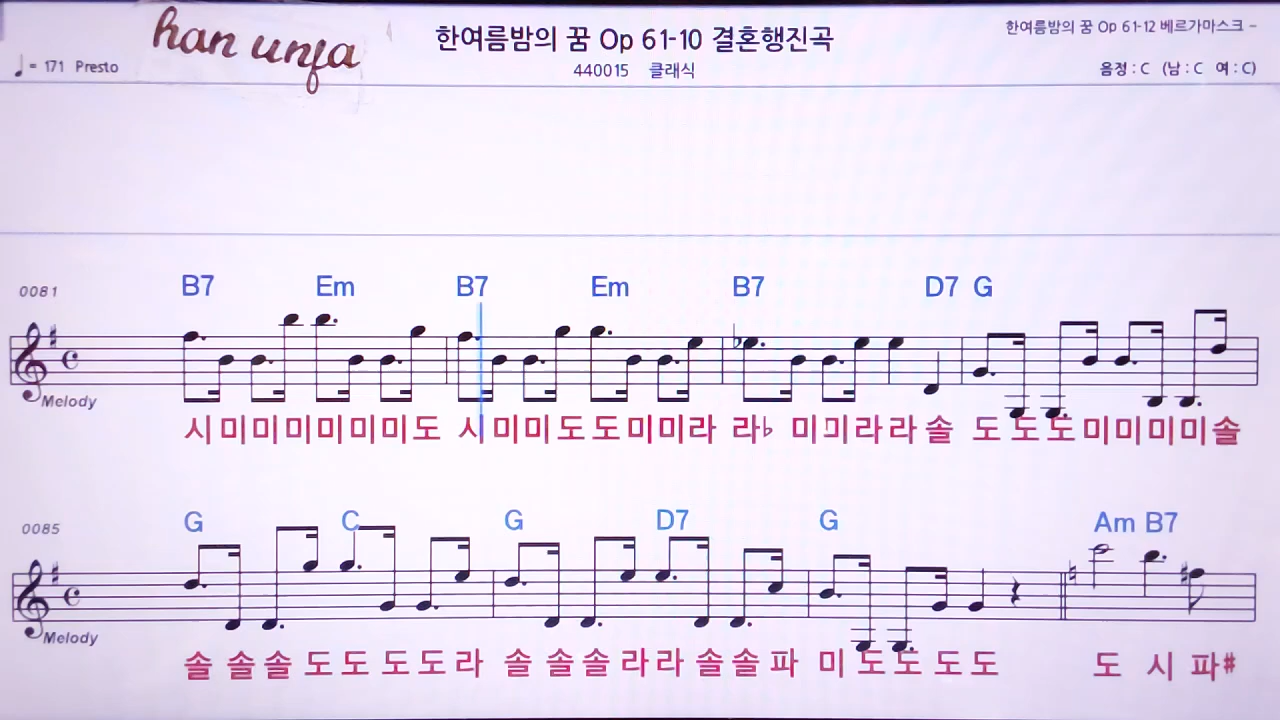 han unfa
한여름밤의 꿈 Op 61-10 결혼행진곡
한여름밤의 꿈 Op 61-12 베르가마스크 -
♩= 171 Presto
440015 클래식
음정 : C (남 : C 여 : C)
0081 B7 Em B7 Em B7 D7 G
Melody
시미미미미미미도 시미미도도미미라 라♭ 미미라라솔 도도도미미미미솔
0085 G C G D7 G Am B7
Melody
솔솔솔도도도도라 솔솔솔라라솔솔파 미도도도도 도시파#